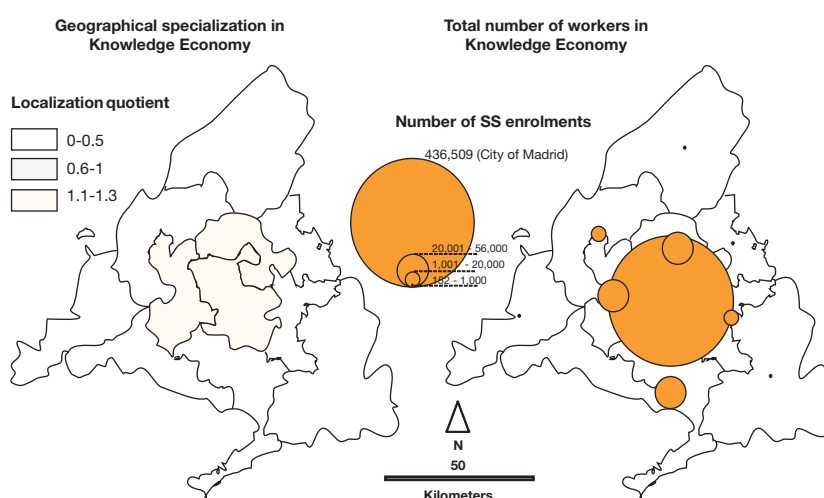 Geographical specialization in
Knowledge Economy
Total number of workers in
Knowledge Economy
Localization quotient
0-0.5
0.6-1
1.1-1.3
Number of SS enrolments
436,509 (City of Madrid)
20,001 - 56,000
1,001 - 20,000
152 - 1,000
N
50
Kilometers